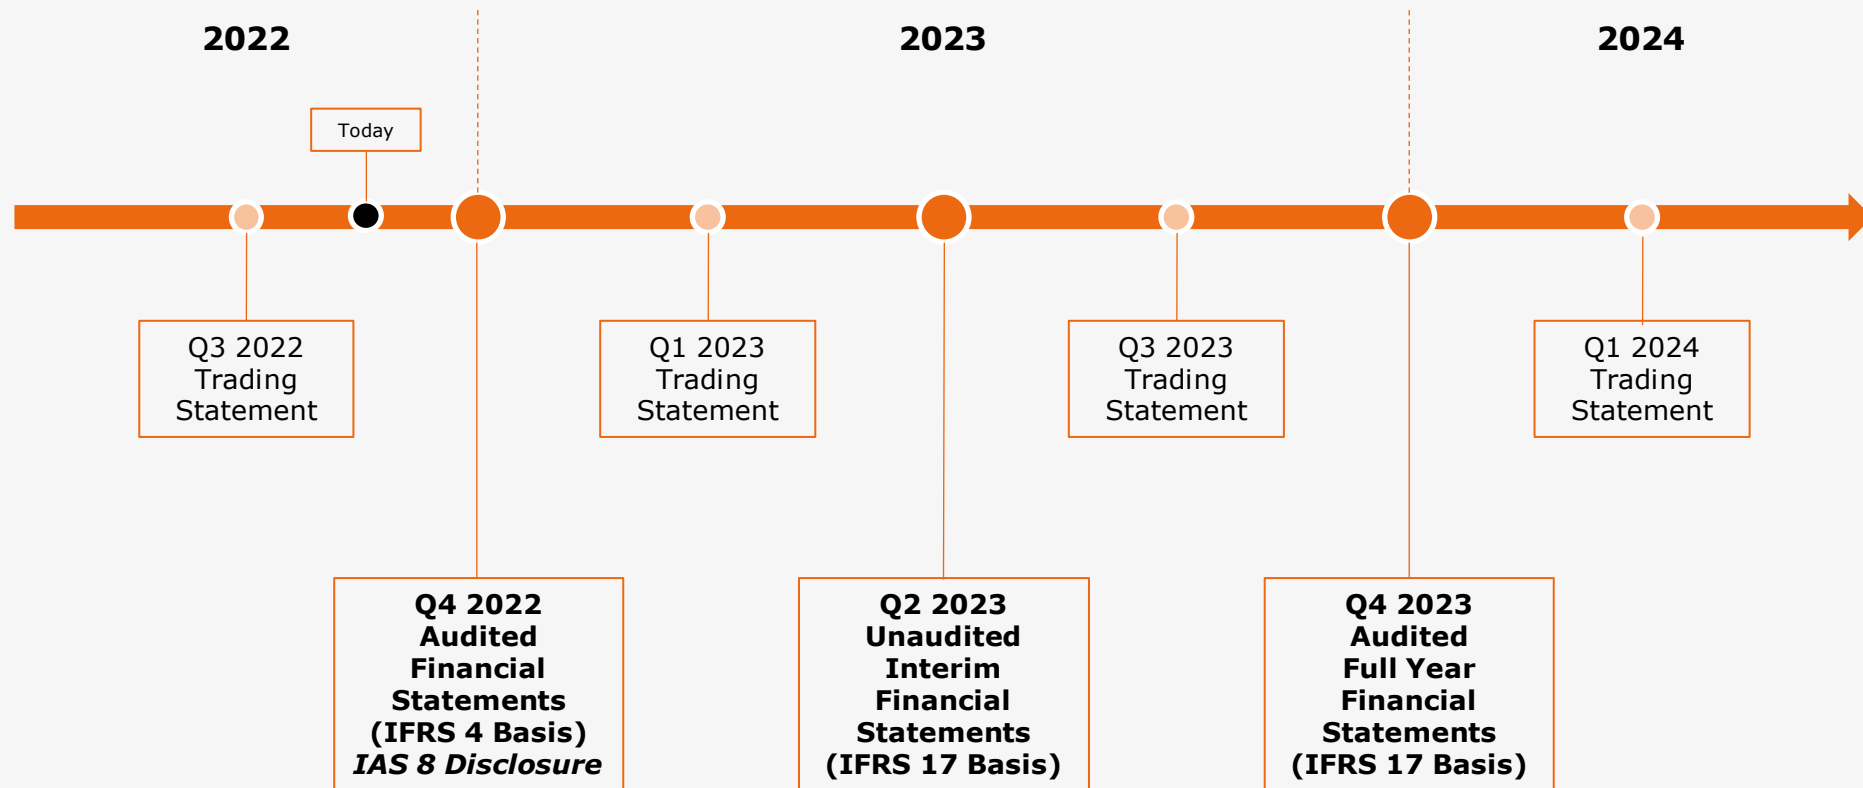 2022
2023
2024
Today
Q3 2022
Trading
Statement
Q1 2023
Trading
Statement
Q3 2023
Trading
Statement
Q1 2024
Trading
Statement
Q4 2022
Audited
Financial
Statements
(IFRS 4 Basis)
IAS 8 Disclosure
Q2 2023
Unaudited
Interim
Financial
Statements
(IFRS 17 Basis)
Q4 2023
Audited
Full Year
Financial
Statements
(IFRS 17 Basis)